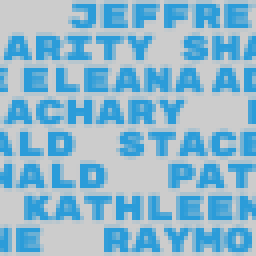 JEFFRE
ARITY SHA
E ELEANA AD
ACHARY
ALD STACE
NALD PAT
KATHLEEN
NE RAYMO